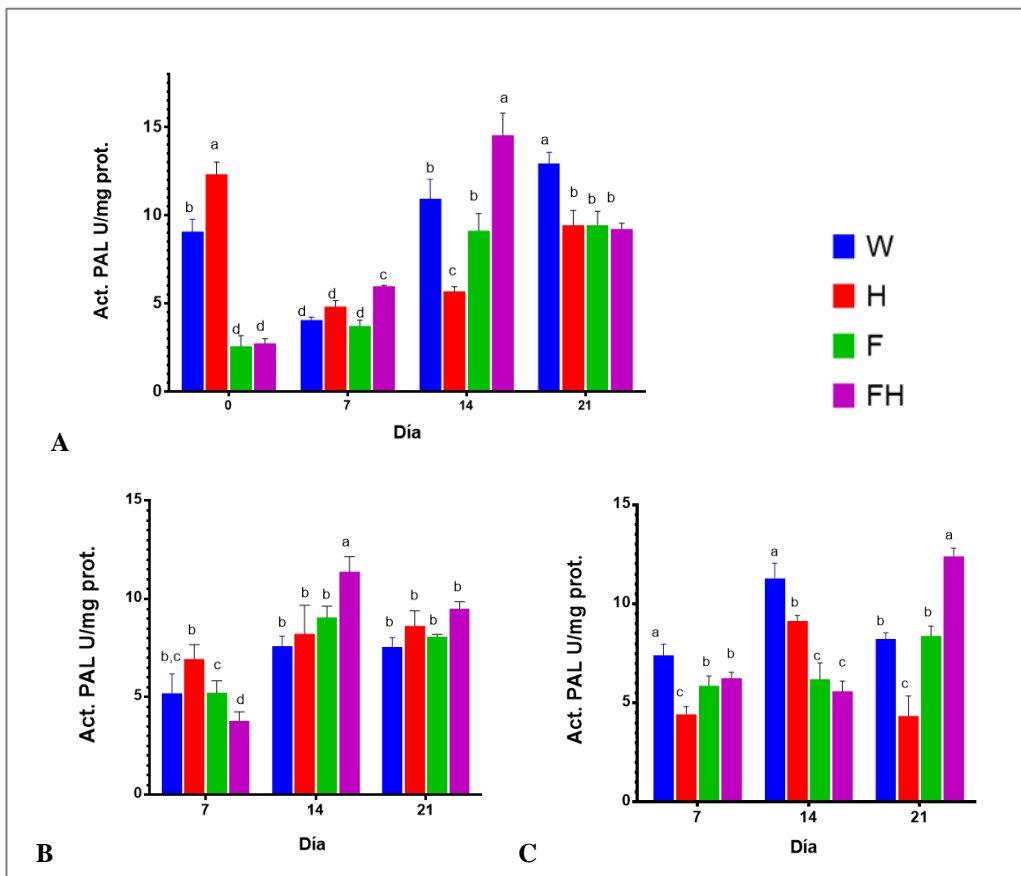 a
a
a
b
b
b
b
b
b
c
c
d
d
d
d
d
15
10
5
0
Act. PAL U/mg prot.
0 7 14 21
Día
A
W
H
F
FH
15
10
5
0
Act. PAL U/mg prot.
b,c b c d
b b b a
b b b b
7 14 21
Día
B
15
10
5
0
Act. PAL U/mg prot.
a c b b
a b c c
b c b a
7 14 21
Día
C